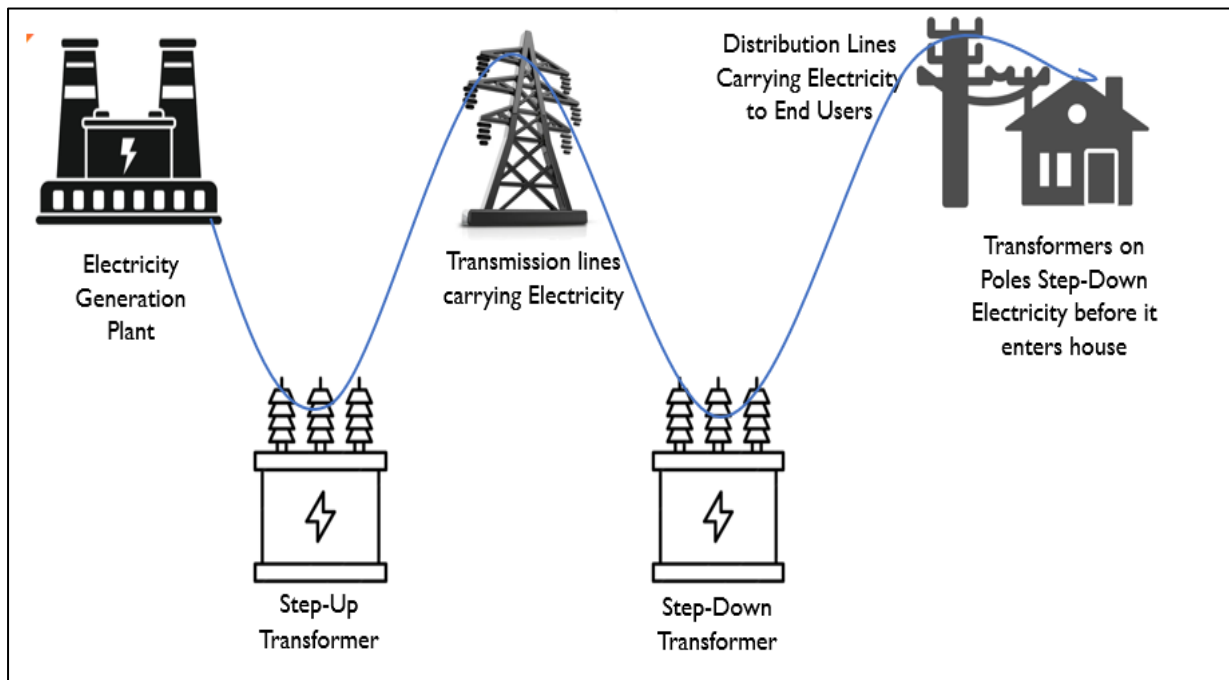 Electricity
Generation
Plant
Step-Up
Transformer
Transmission lines
carrying Electricity
Step-Down
Transformer
Distribution Lines
Carrying Electricity
to End Users
Transformers on
Poles Step-Down
Electricity before it
enters house